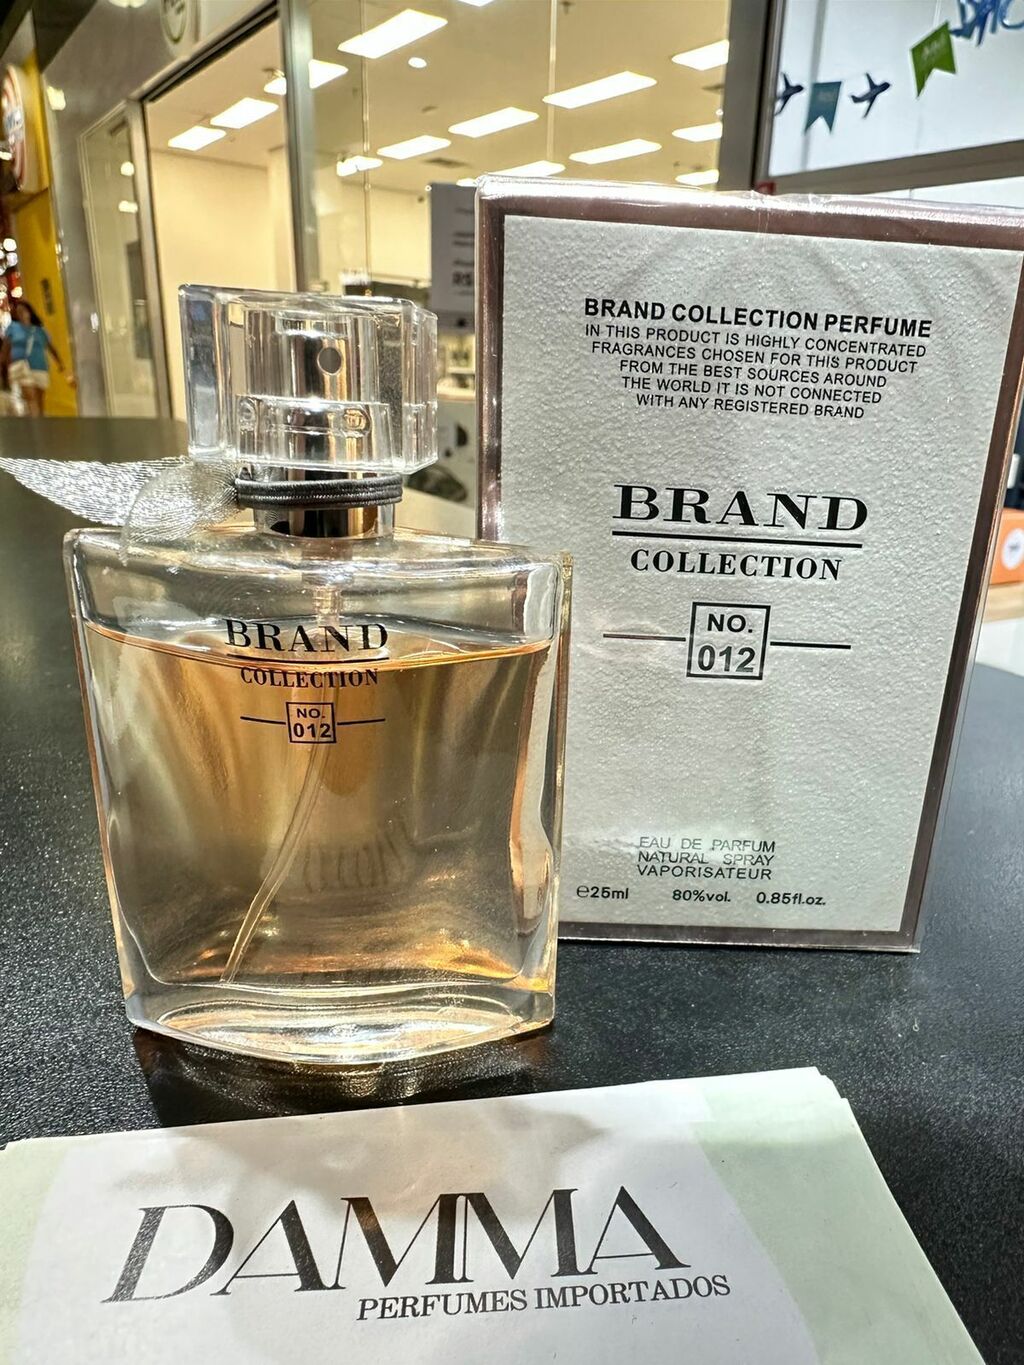 BRAND COLLECTION PERFUME
IN THIS PRODUCT IS HIGHLY CONCENTRATED
FRAGRANCES CHOSEN FOR THIS PRODUCT
FROM THE BEST SOURCES AROUND
THE WORLD IT IS NOT CONNECTED
WITH ANY REGISTERED BRAND
BRAND
COLLECTION
NO.
012
EAU DE PARFUM
NATURAL SPRAY
VAPORISATEUR
℮25ml 80%vol. 0.85fl.oz.
BRAND
COLLECTION
NO.
012
DAMMA
PERFUMES IMPORTADOS